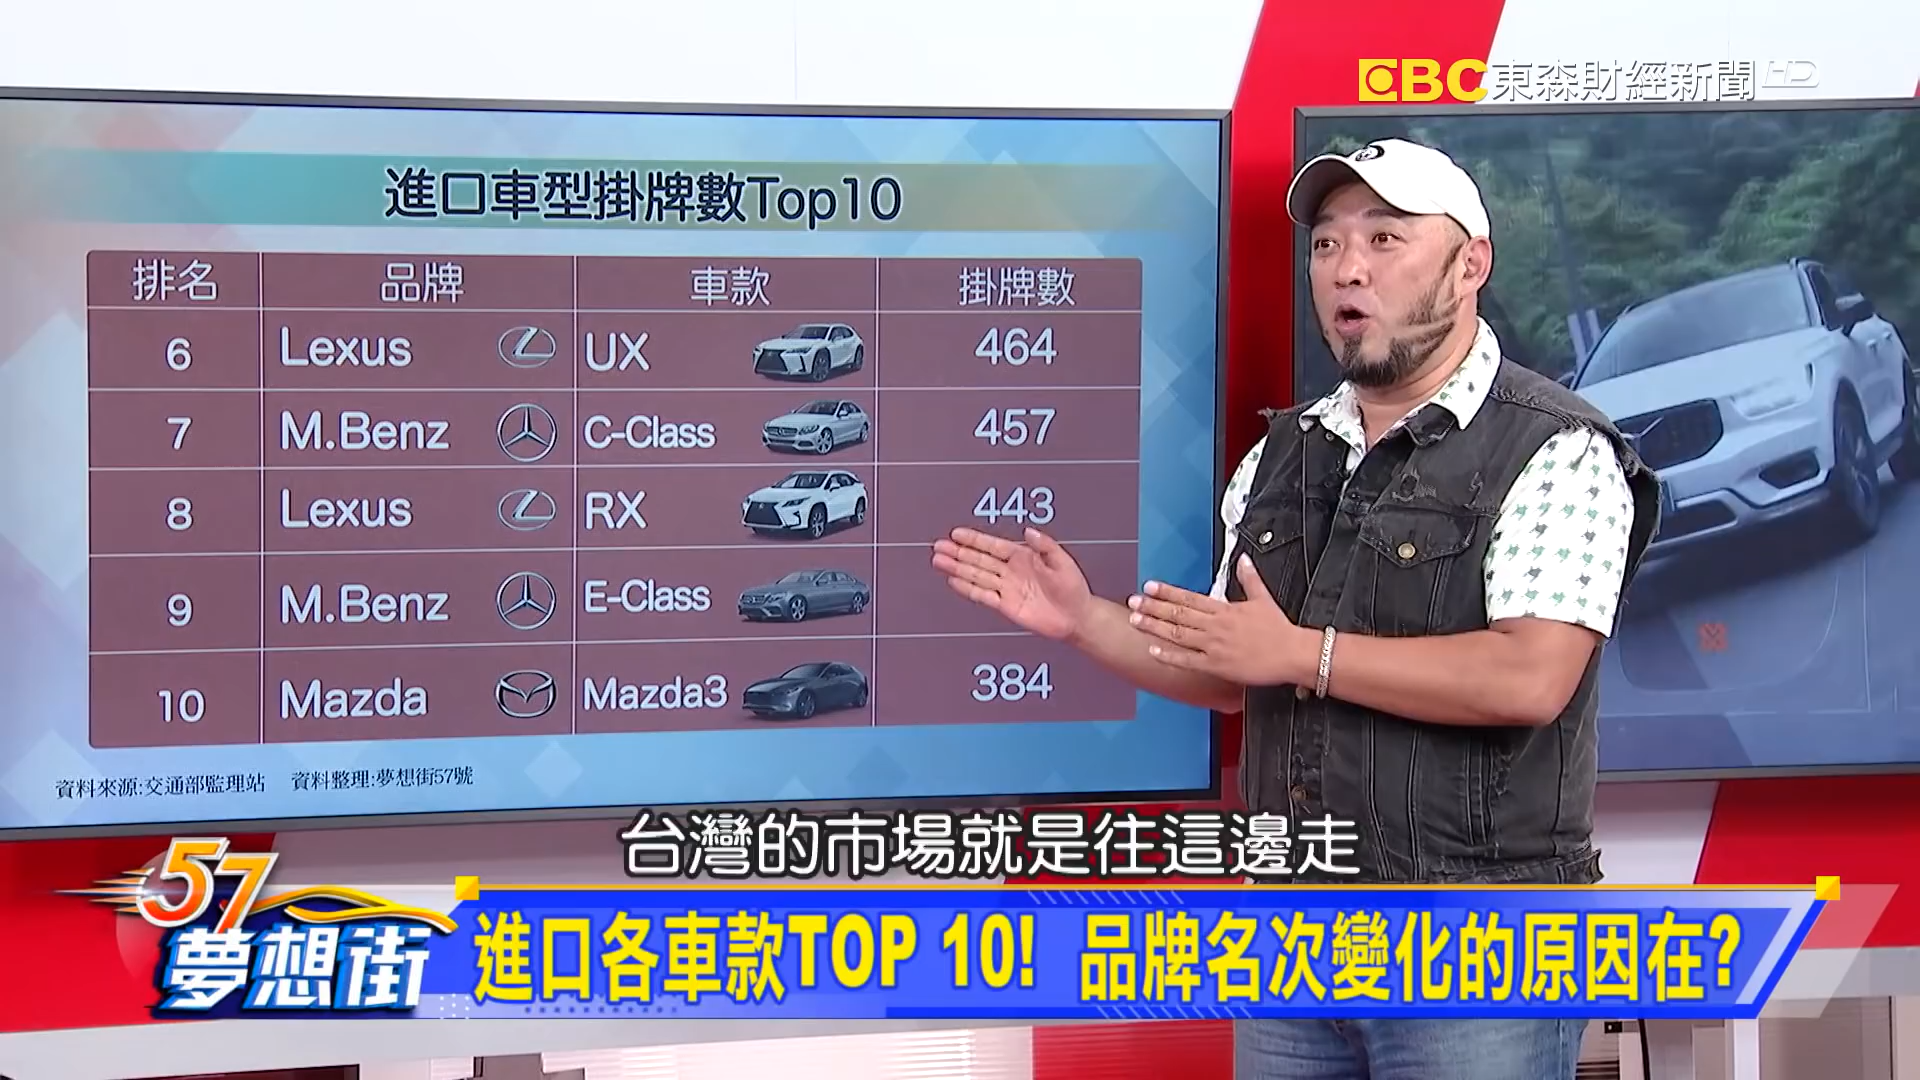 EBC東森財經新聞HD
進口車型掛牌數Top10
排名 品牌 車款 掛牌數
6 Lexus UX 464
7 M.Benz C-Class 457
8 Lexus RX 443
9 M.Benz E-Class
10 Mazda Mazda3 384
資料來源:交通部監理站 資料整理:夢想街57號
台灣的市場就是往這邊走
57
夢想街
進口各車款TOP 10! 品牌名次變化的原因在?